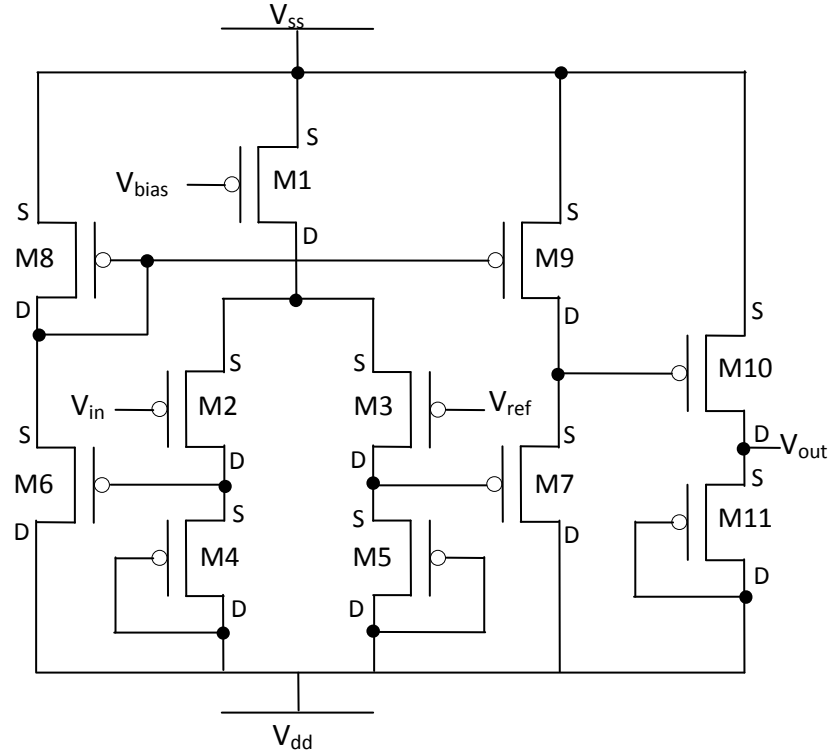 Vss
S
M1
Vbias
D
S
S
M8
M9
D
D
S
M10
S
S
Vin
M2
M3
Vref
D
D
D
Vout
S
S
M6
M7
S
M11
S
S
M4
M5
D
D
D
D
D
Vdd